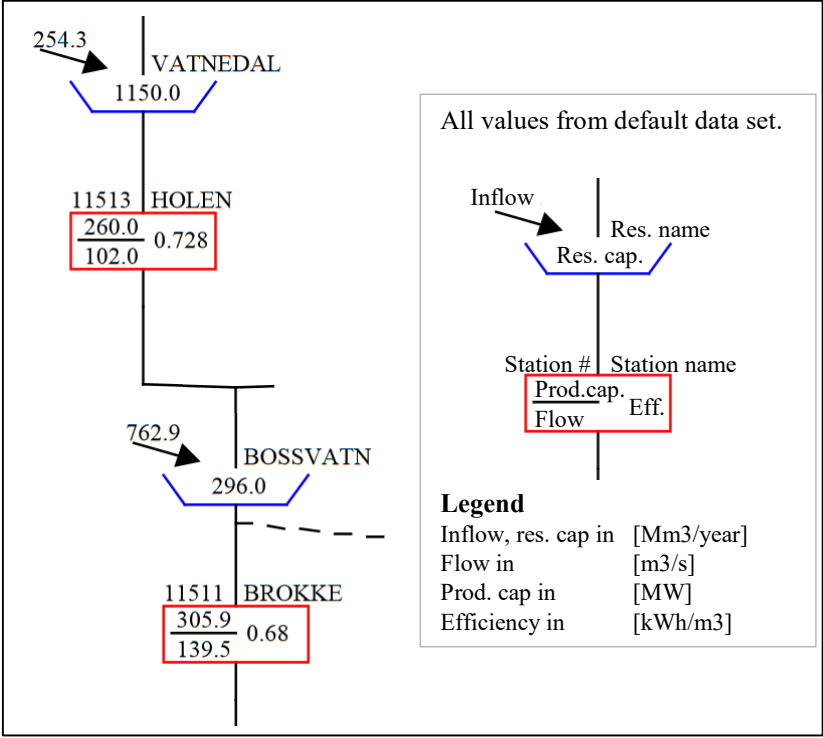 254.3
VATNEDAL
1150.0
11513 HOLEN
260.0
0.728
102.0
762.9
BOSSVATN
296.0
11511 BROKKE
305.9
0.68
139.5
All values from default data set.
Inflow
Res. name
Res. cap.
Station # Station name
Prod.cap.
Eff.
Flow
Legend
Inflow, res. cap in [Mm3/year]
Flow in [m3/s]
Prod. cap in [MW]
Efficiency in [kWh/m3]